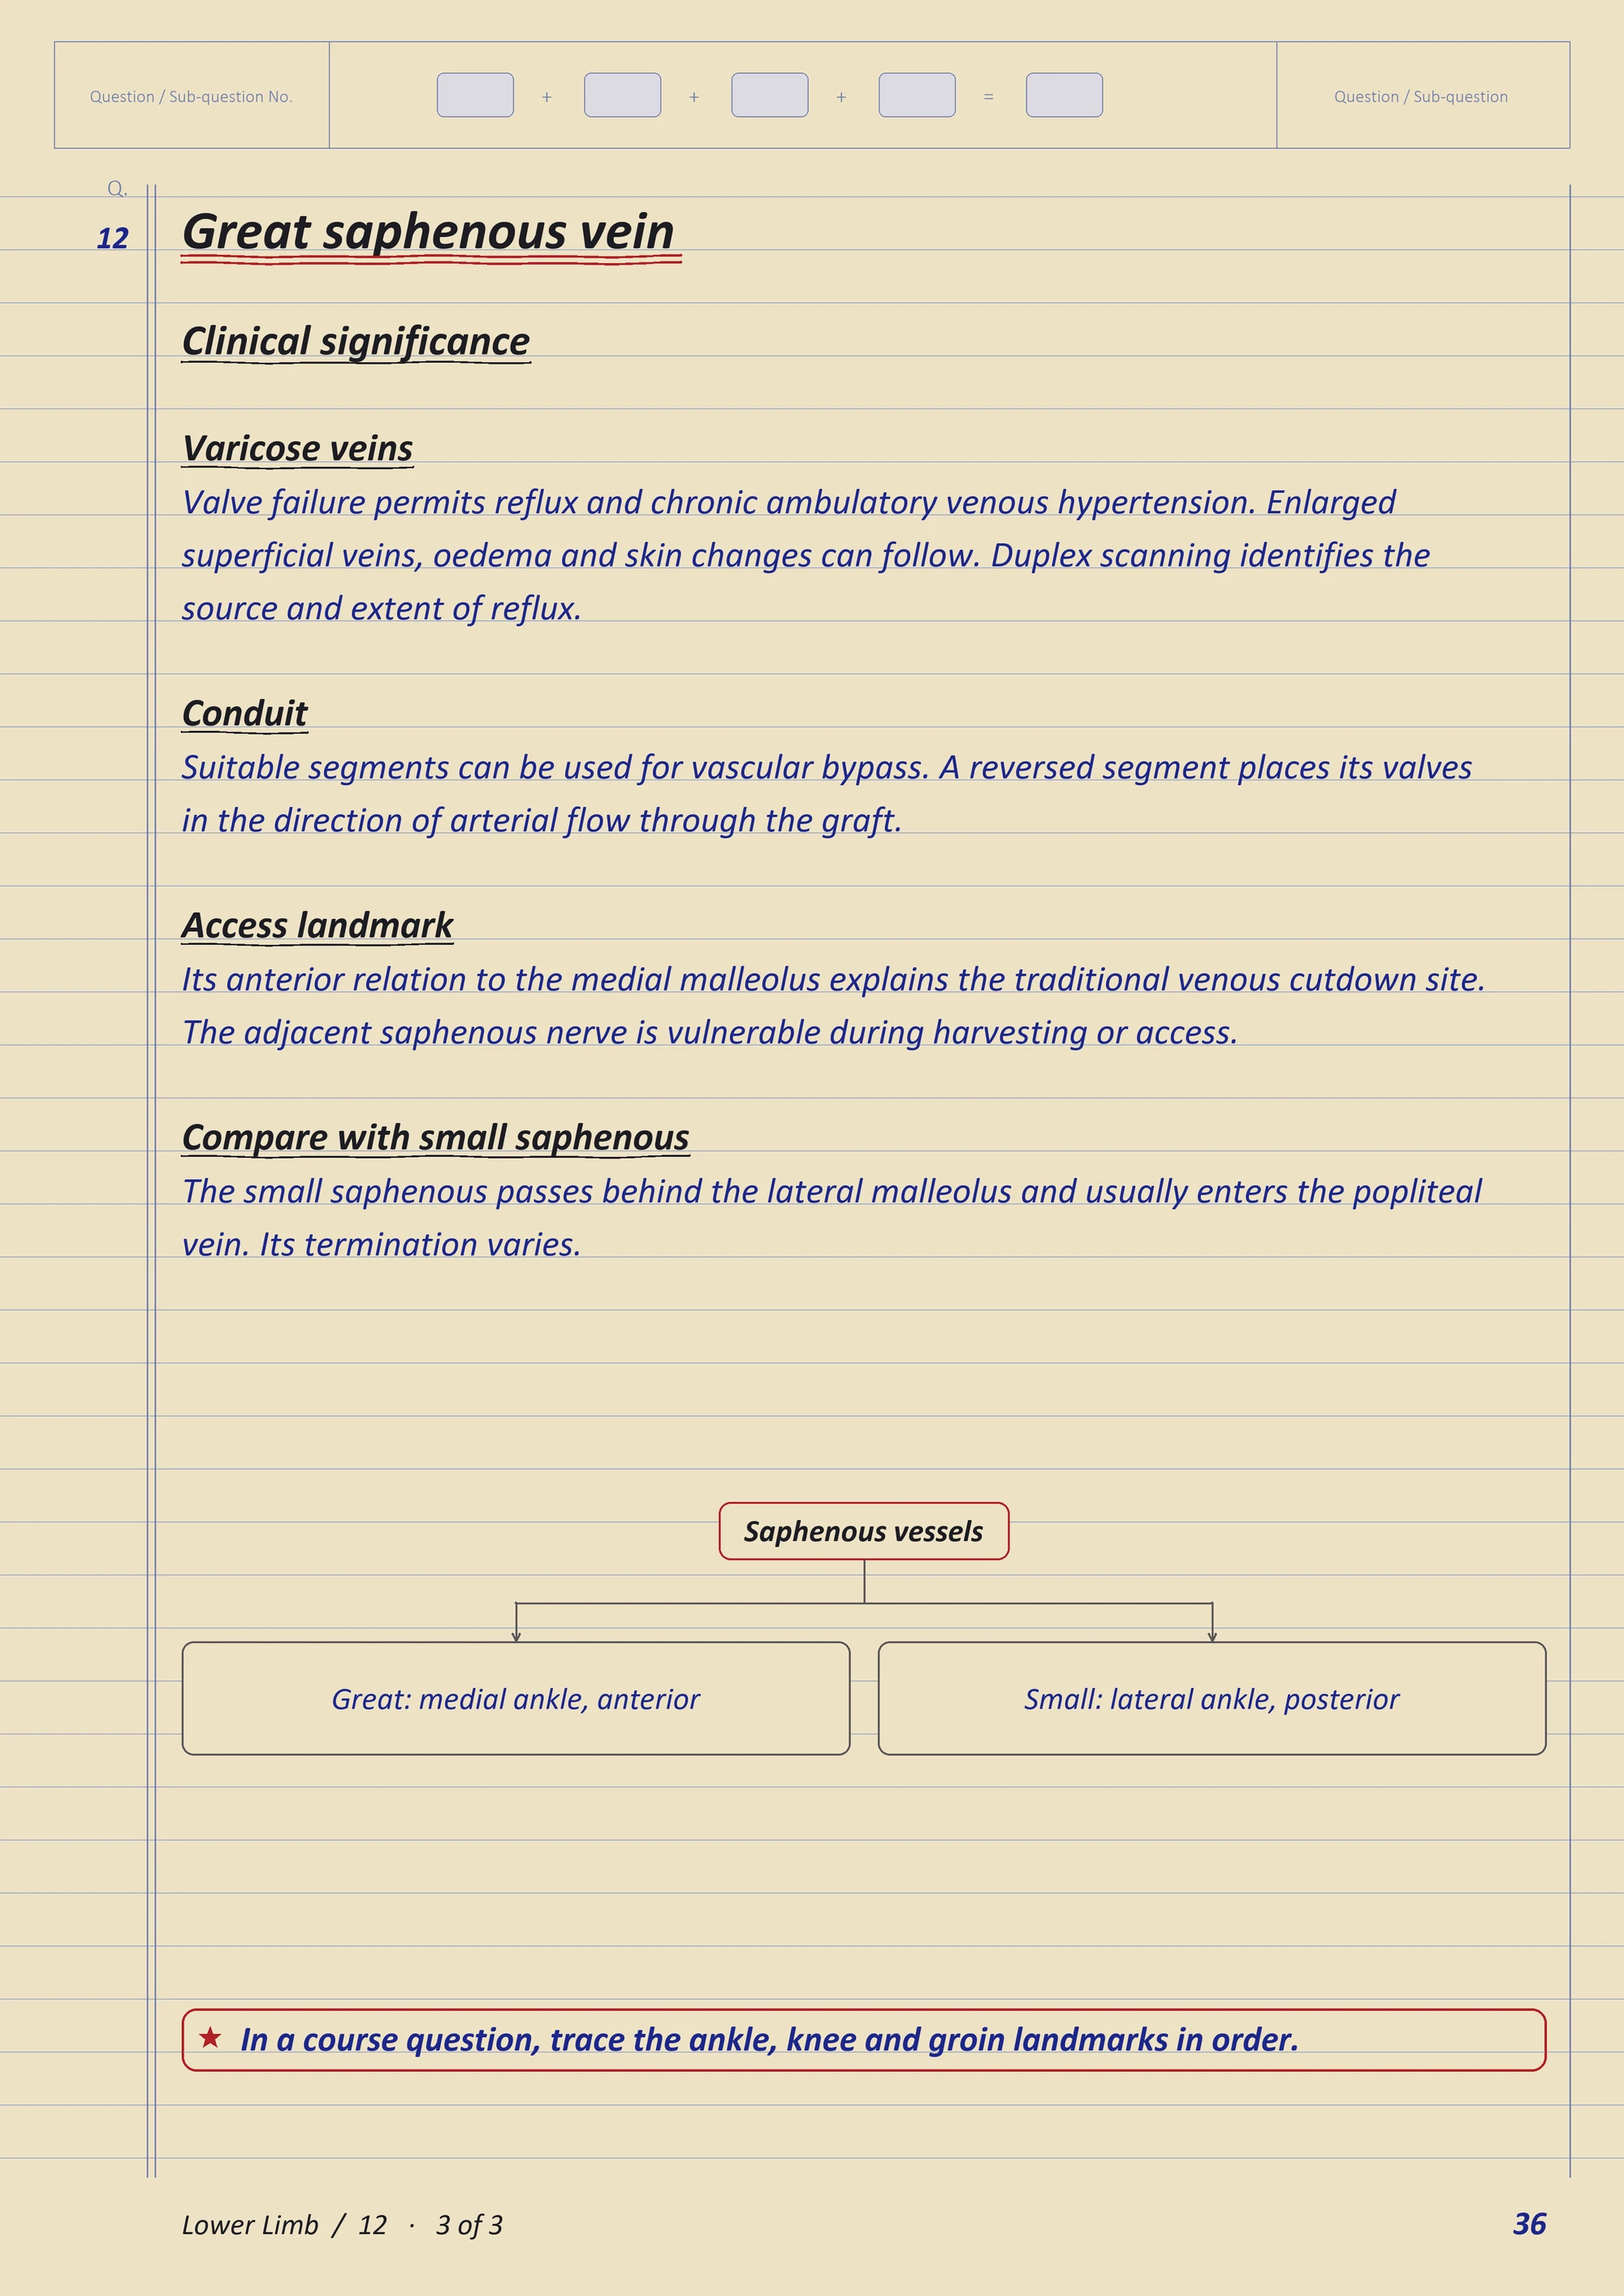 Question / Sub-question No.
+ + + =
Question / Sub-question
Q.
12
Great saphenous vein
Clinical significance
Varicose veins
Valve failure permits reflux and chronic ambulatory venous hypertension. Enlarged
superficial veins, oedema and skin changes can follow. Duplex scanning identifies the
source and extent of reflux.
Conduit
Suitable segments can be used for vascular bypass. A reversed segment places its valves
in the direction of arterial flow through the graft.
Access landmark
Its anterior relation to the medial malleolus explains the traditional venous cutdown site.
The adjacent saphenous nerve is vulnerable during harvesting or access.
Compare with small saphenous
The small saphenous passes behind the lateral malleolus and usually enters the popliteal
vein. Its termination varies.
Saphenous vessels
Great: medial ankle, anterior
Small: lateral ankle, posterior
★ In a course question, trace the ankle, knee and groin landmarks in order.
Lower Limb / 12 · 3 of 3
36